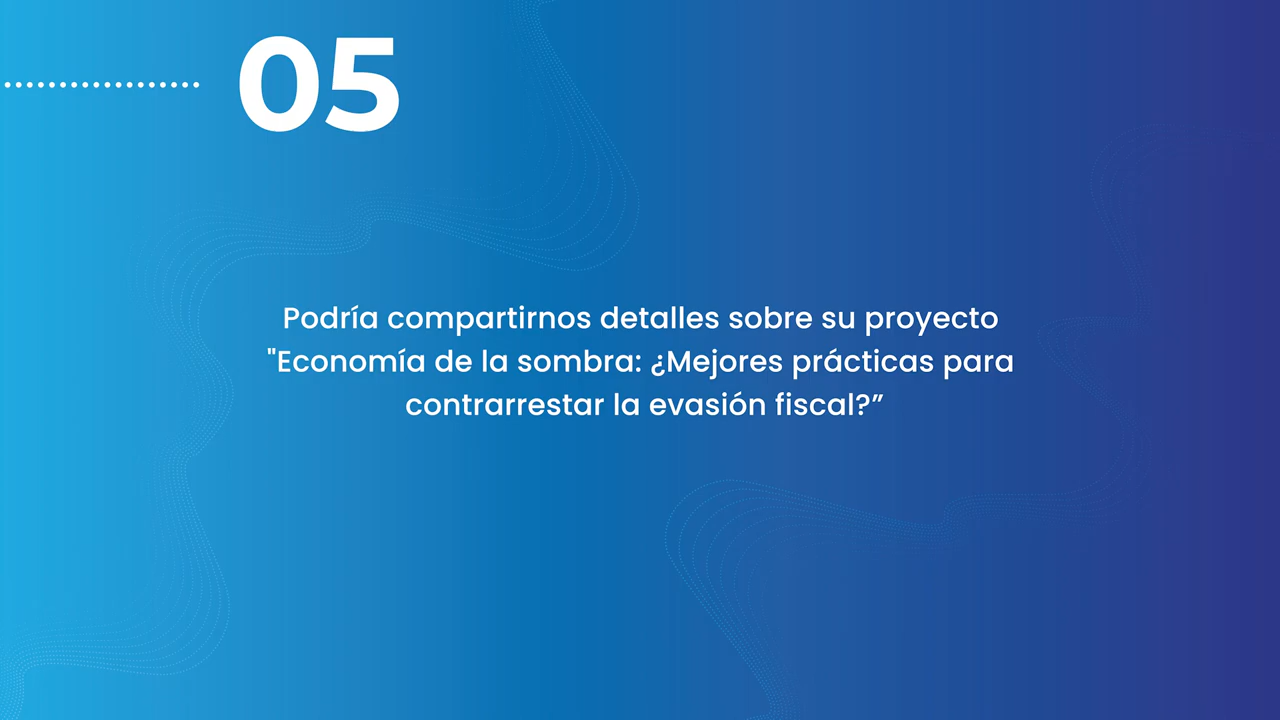 05
Podría compartirnos detalles sobre su proyecto
"Economía de la sombra: ¿Mejores prácticas para
contrarrestar la evasión fiscal?”